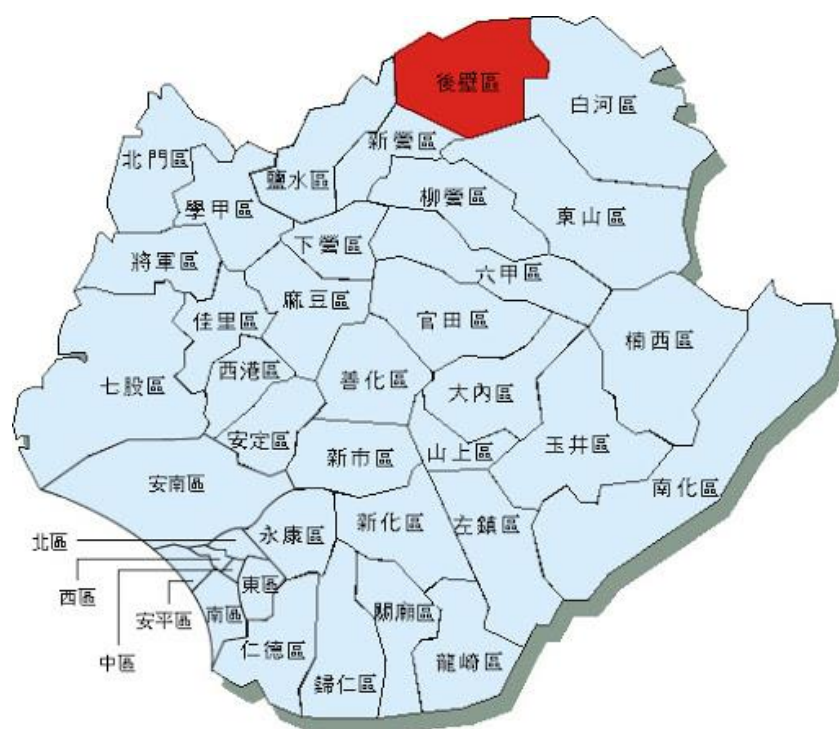 後壁區
白河區
新營區
北門區
鹽水區
柳營區
學甲區
東山區
下營區
將軍區
六甲區
麻豆區
佳里區
官田區
楠西區
西港區
七股區
善化區
大內區
安定區
山上區
玉井區
新市區
安南區
南化區
永康區
新化區
左鎮區
北區
東區
西區
南區
安平區
關廟區
中區
仁德區
龍崎區
歸仁區